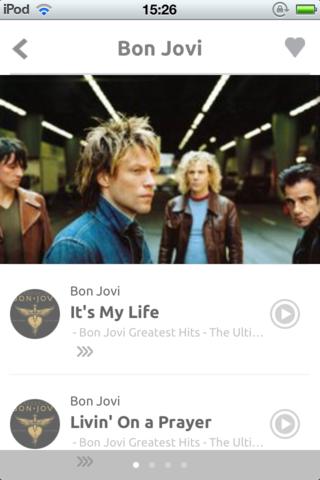 iPod 15:26
Bon Jovi
BON JOVI
Bon Jovi
It's My Life
- Bon Jovi Greatest Hits - The Ulti...
BON JOVI
Bon Jovi
Livin' On a Prayer
- Bon Jovi Greatest Hits - The Ulti...